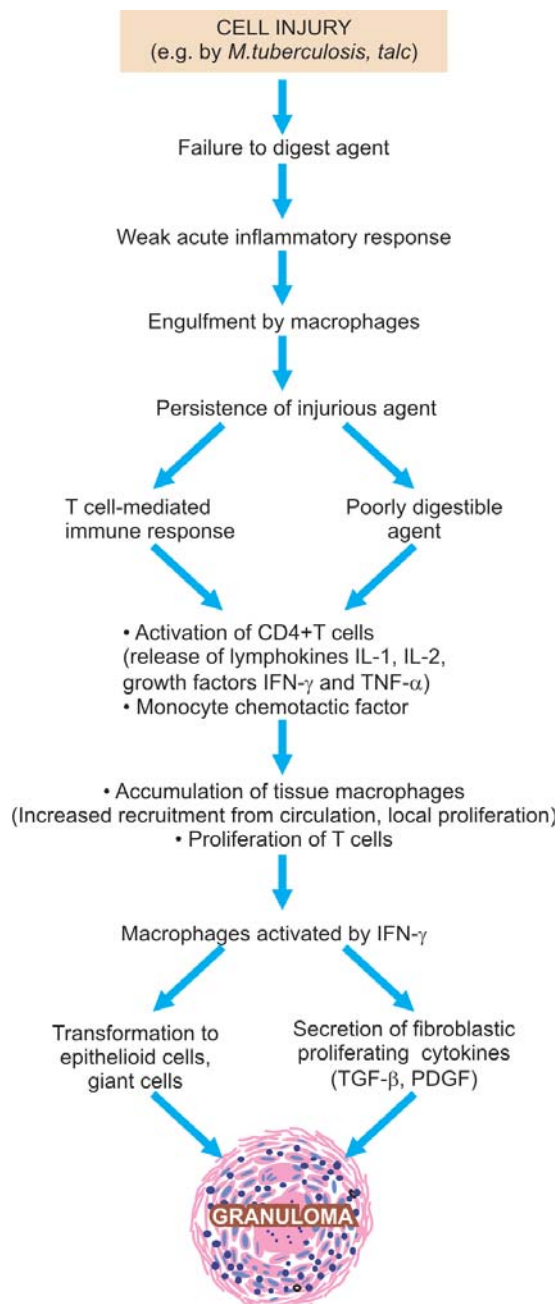 CELL INJURY
(e.g. by M.tuberculosis, talc)
Failure to digest agent
Weak acute inflammatory response
Engulfment by macrophages
Persistence of injurious agent
T cell-mediated
immune response
Poorly digestible
agent
• Activation of CD4+T cells
(release of lymphokines IL-1, IL-2,
growth factors IFN-γ and TNF-α)
• Monocyte chemotactic factor
• Accumulation of tissue macrophages
(Increased recruitment from circulation, local proliferation)
• Proliferation of T cells
Macrophages activated by IFN-γ
Transformation to
epithelioid cells,
giant cells
Secretion of fibroblastic
proliferating cytokines
(TGF-β, PDGF)
GRANULOMA